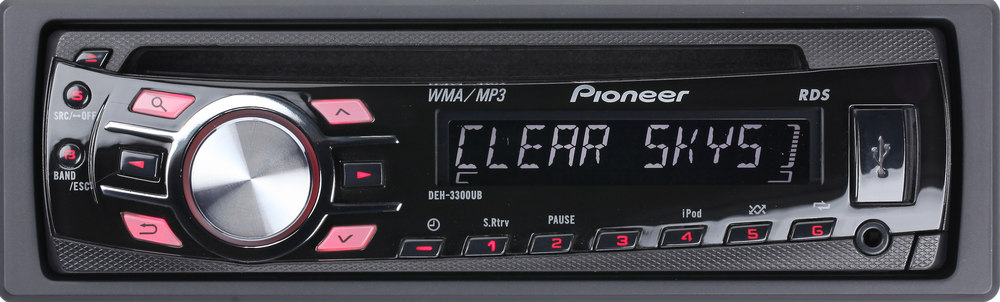 WMA/MP3
Pioneer
RDS
S
SRC/OFF
CLEAR SKYS
B
BAND
/ESC
DEH-3300UB
S.Rtrv
PAUSE
iPod
1 2 3 4 5 6